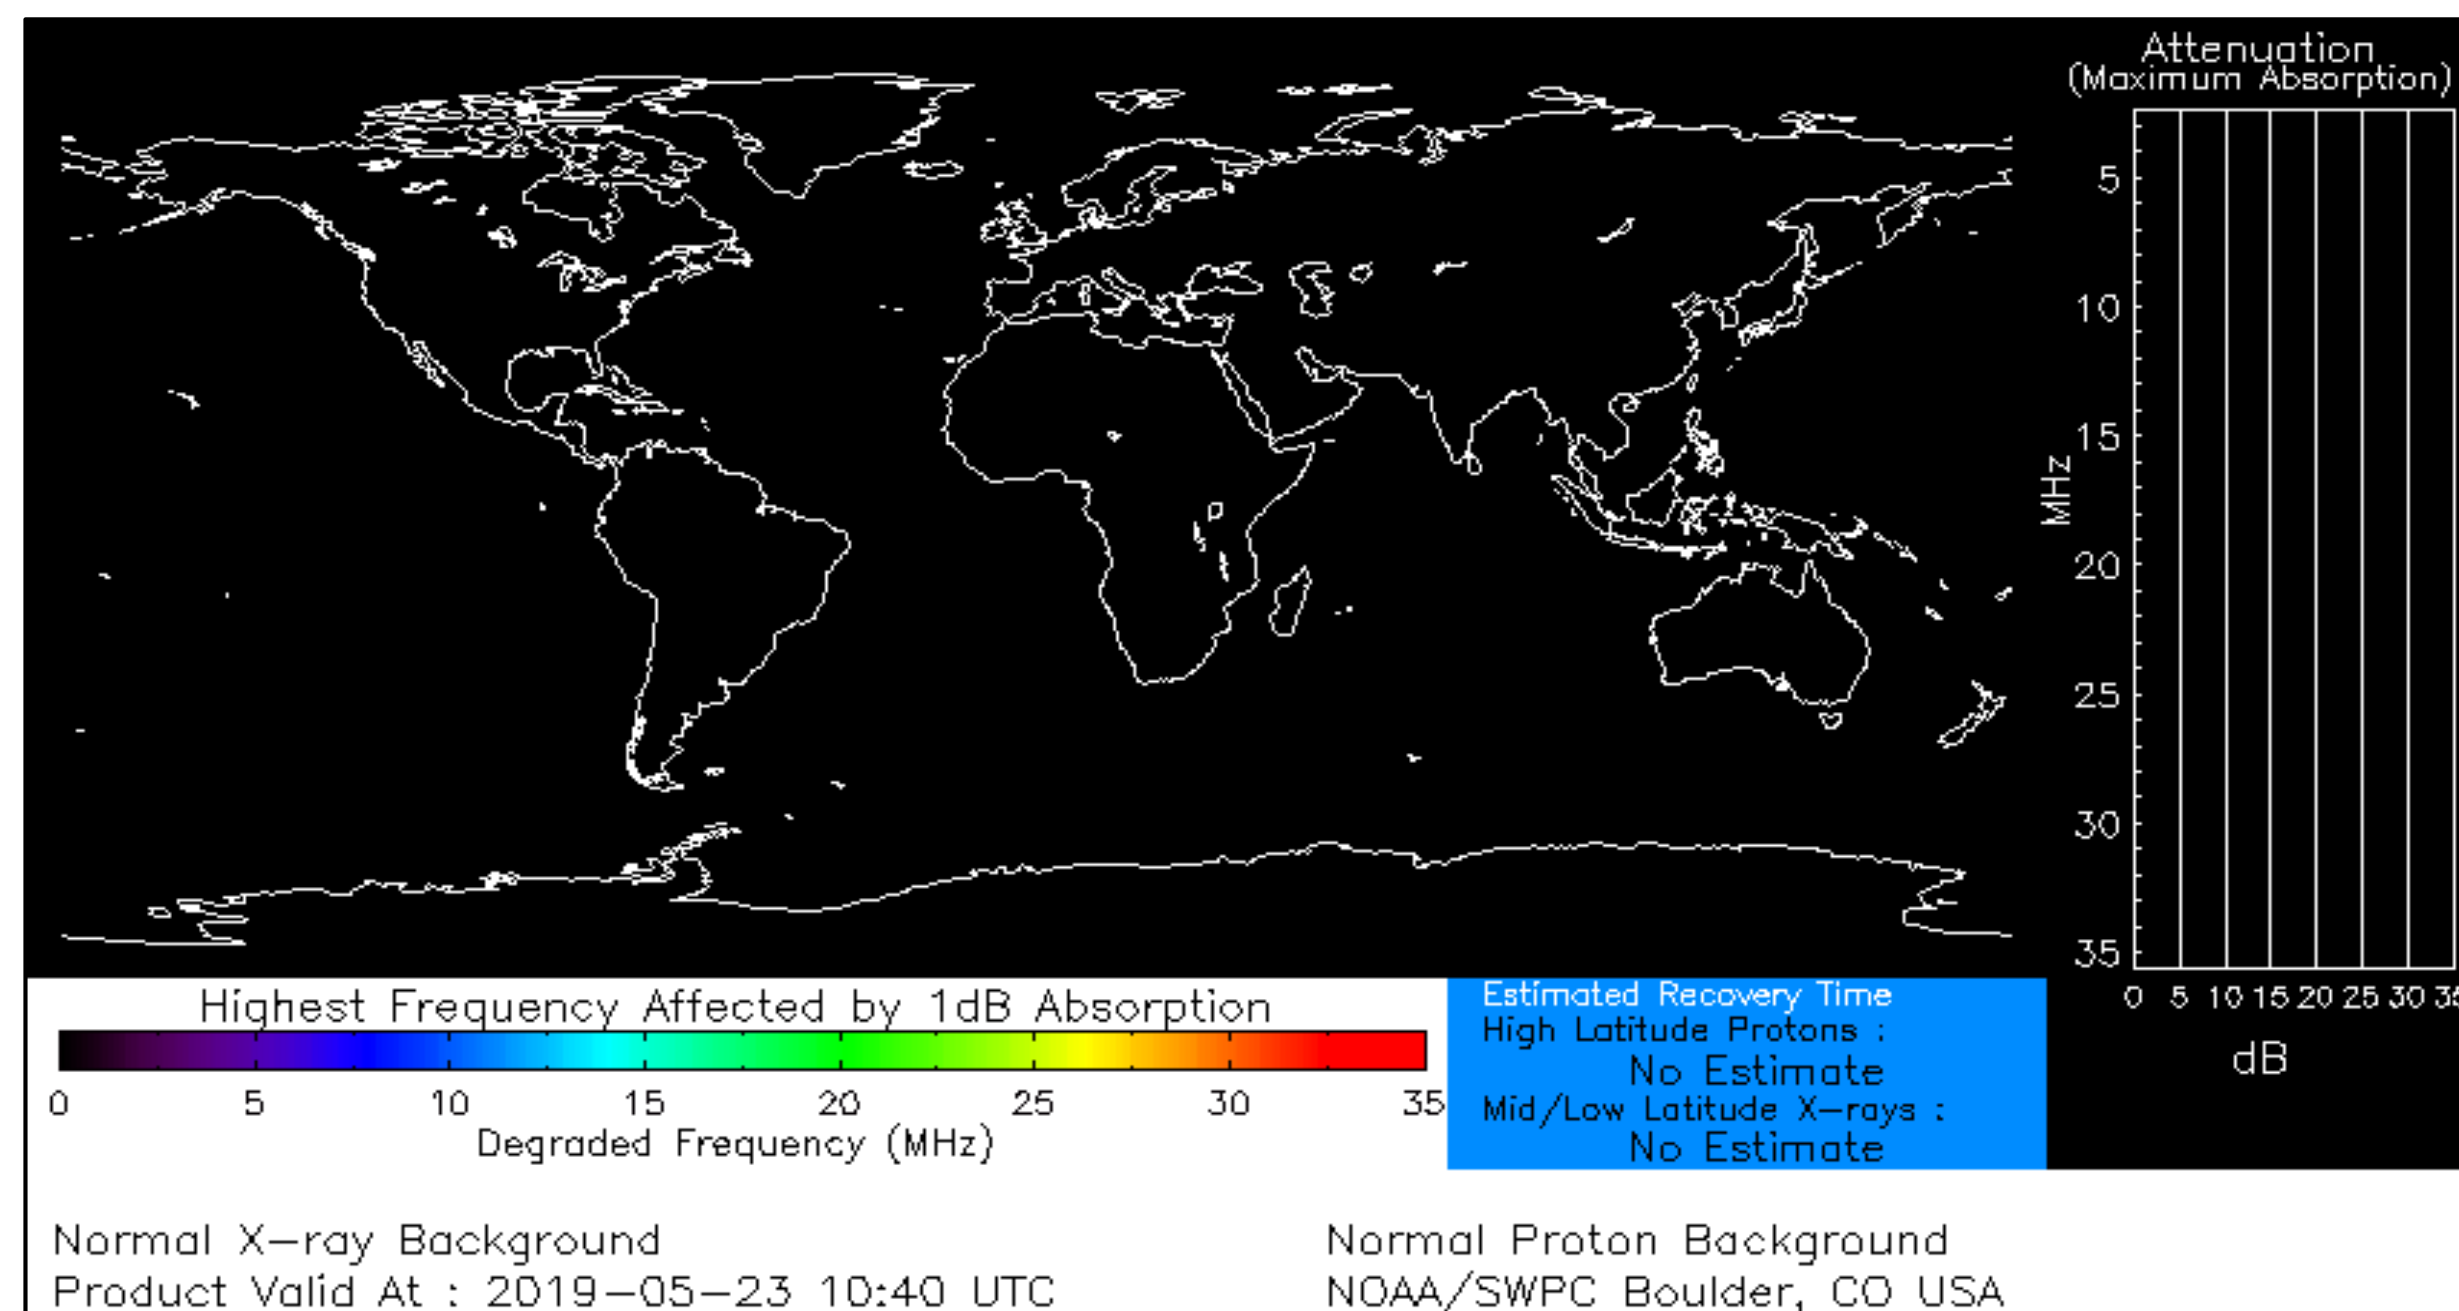 Attenuation
(Maximum Absorption)
5
10
15
20
25
30
35
MHz
0 5 10 15 20 25 30 35
dB
Highest Frequency Affected by 1dB Absorption
0 5 10 15 20 25 30 35
Degraded Frequency (MHz)
Estimated Recovery Time
High Latitude Protons :
No Estimate
Mid/Low Latitude X-rays :
No Estimate
Normal X-ray Background
Normal Proton Background
Product Valid At : 2019-05-23 10:40 UTC
NOAA/SWPC Boulder, CO USA